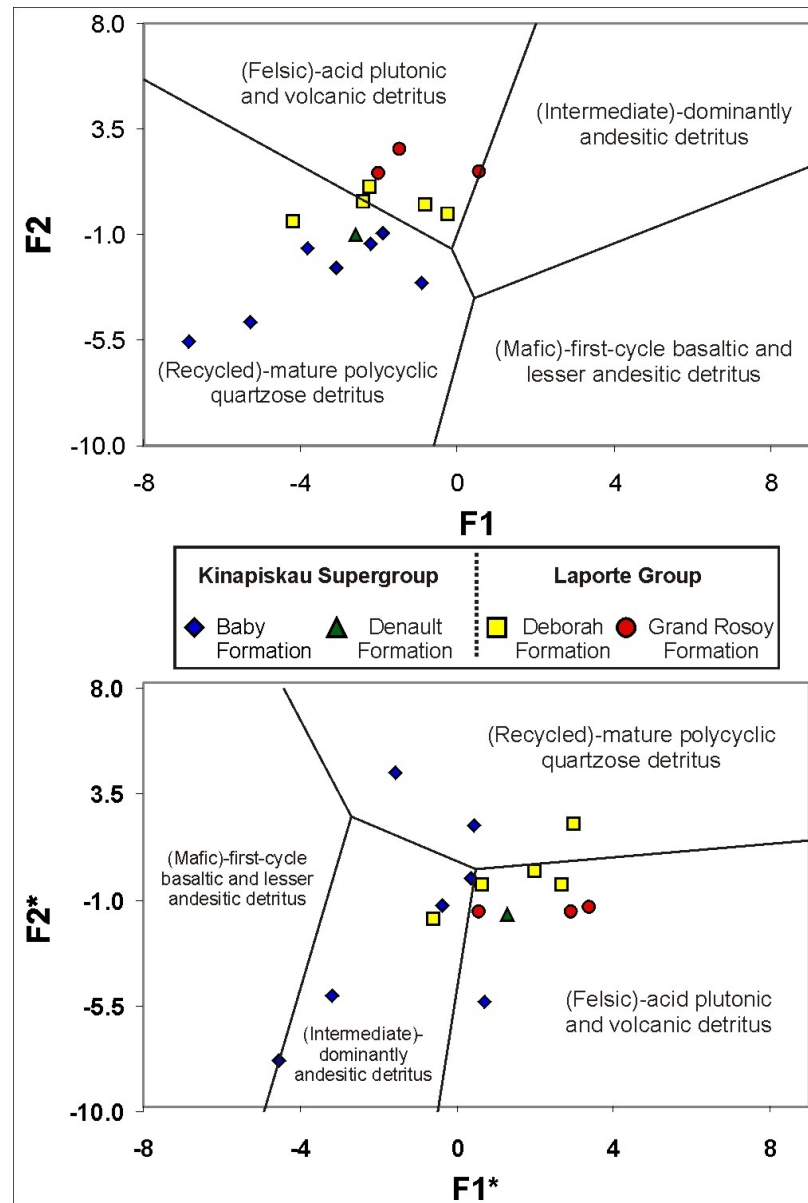 8.0
(Felsic)-acid plutonic
and volcanic detritus
(Intermediate)-dominantly
andesitic detritus
3.5
F2
-1.0
-5.5
(Recycled)-mature polycyclic
quartzose detritus
(Mafic)-first-cycle basaltic and
lesser andesitic detritus
-10.0
-8 -4 0 4 8
F1
Kinapiskau Supergroup Laporte Group
Baby Formation
Denault Formation
Deborah Formation
Grand Rosoy Formation
8.0
(Recycled)-mature polycyclic
quartzose detritus
3.5
(Mafic)-first-cycle
basaltic and lesser
andesitic detritus
F2*
-1.0
-5.5
(Intermediate)-
dominantly
andesitic detritus
(Felsic)-acid plutonic
and volcanic detritus
-10.0
-8 -4 0 4 8
F1*